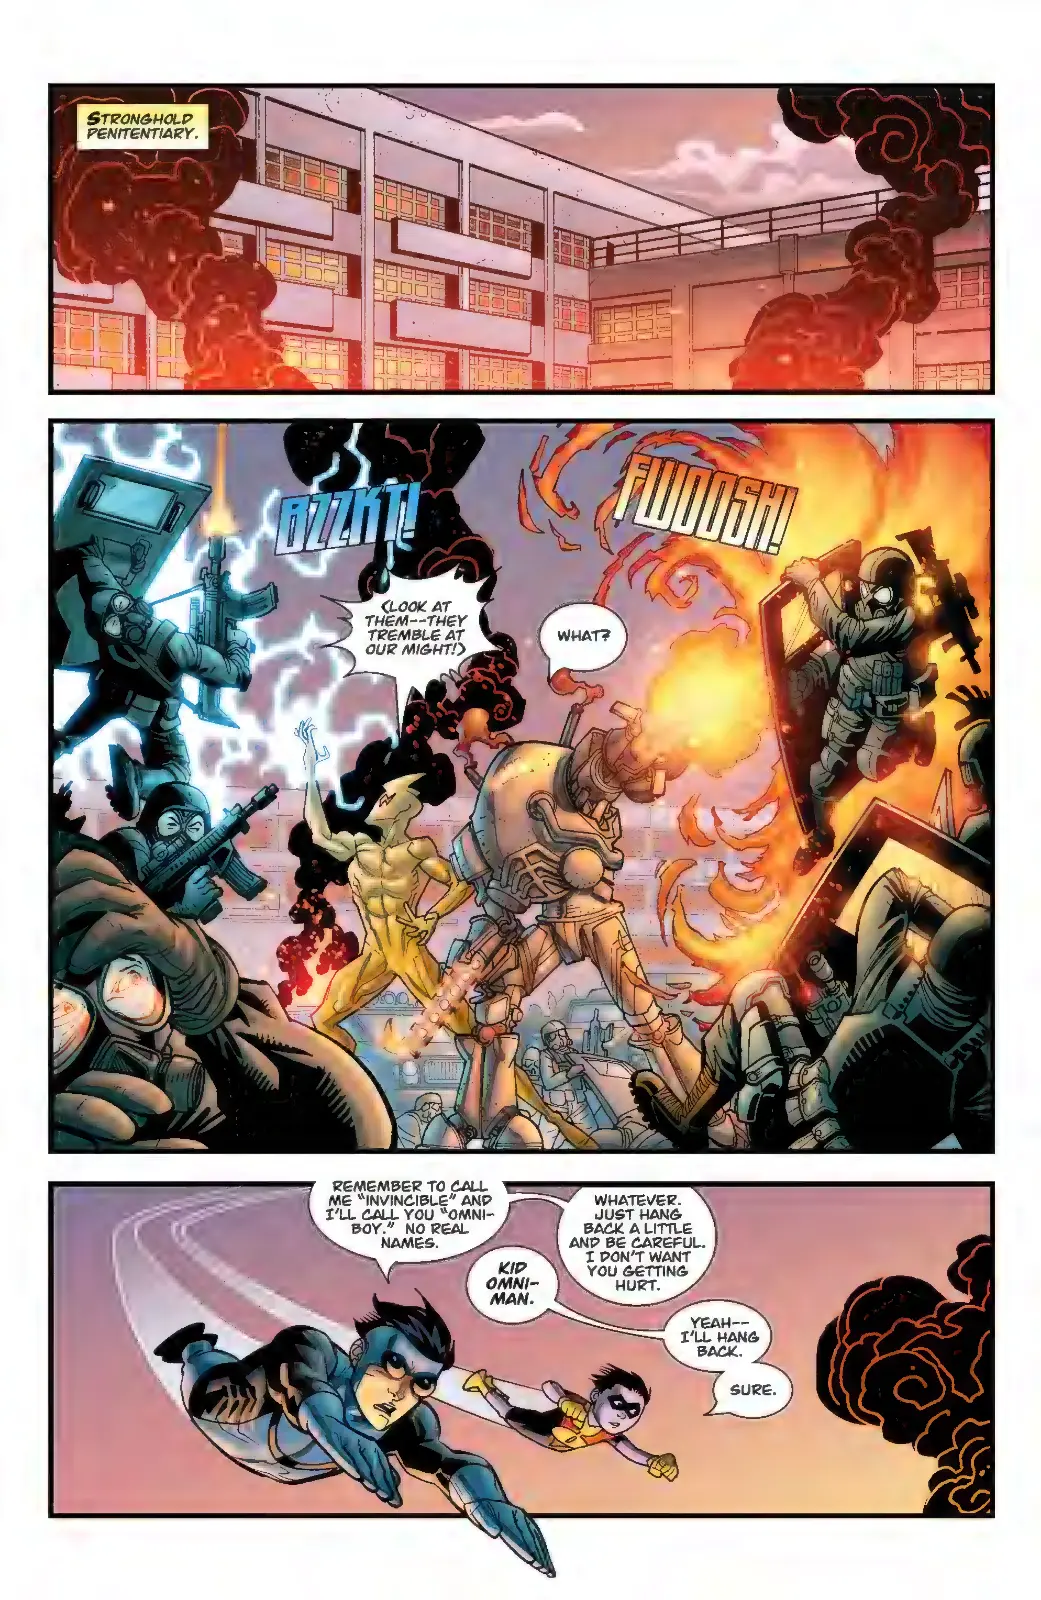 STRONGHOLD
PENITENTIARY.
BZZKT!
FWOOSH!
<LOOK AT
THEM--THEY
TREMBLE AT
OUR MIGHT!>
WHAT?
REMEMBER TO CALL
ME "INVINCIBLE" AND
I'LL CALL YOU "OMNI-
BOY." NO REAL
NAMES.
KID
OMNI-
MAN.
WHATEVER.
JUST HANG
BACK A LITTLE
AND BE CAREFUL.
I DON'T WANT
YOU GETTING
HURT.
YEAH--
I'LL HANG
BACK.
SURE.